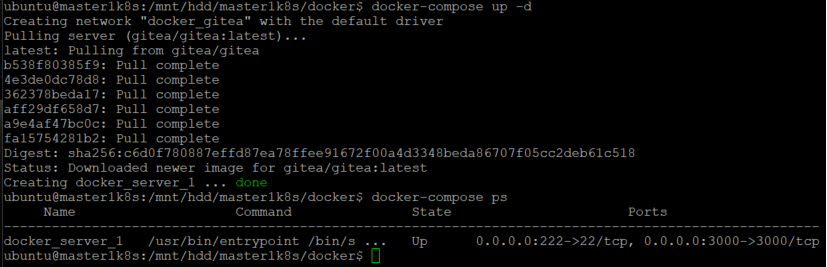 ubuntu@master1k8s:/mnt/hdd/master1k8s/docker$ docker-compose up -d
Creating network "docker_gitea" with the default driver
Pulling server (gitea/gitea:latest)...
latest: Pulling from gitea/gitea
b538f80385f9: Pull complete
4e3de0dc78d8: Pull complete
362378beda17: Pull complete
aff29df658d7: Pull complete
a9e4af47bc0c: Pull complete
fa15754281b2: Pull complete
Digest: sha256:c6d0f780887effd87ea78ffee91672f00a4d3348beda86707f05cc2deb61c518
Status: Downloaded newer image for gitea/gitea:latest
Creating docker_server_1 ... done
ubuntu@master1k8s:/mnt/hdd/master1k8s/docker$ docker-compose ps
Name Command State Ports
--------------------------------------------------------------------------------------------------------
docker_server_1 /usr/bin/entrypoint /bin/s ... Up 0.0.0.0:222->22/tcp, 0.0.0.0:3000->3000/tcp
ubuntu@master1k8s:/mnt/hdd/master1k8s/docker$